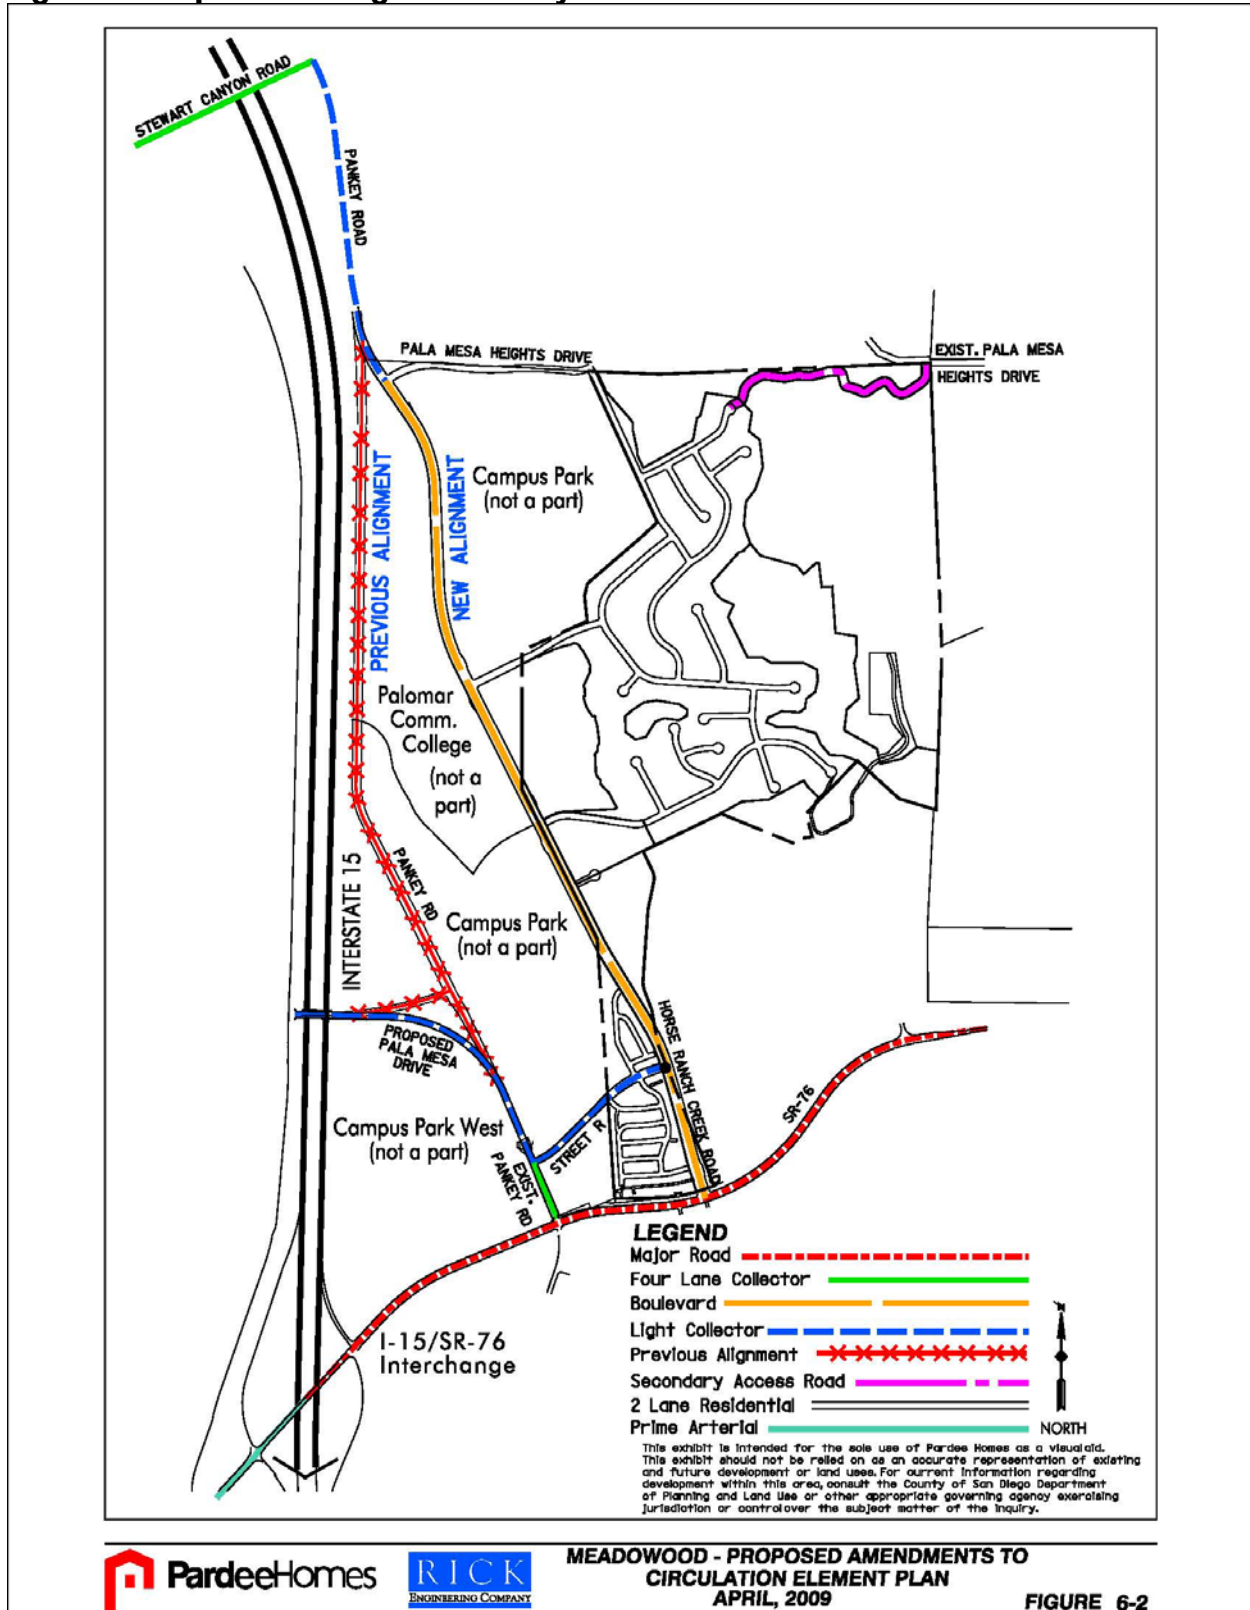 STEWART CANYON ROAD
PANKEY ROAD
PALA MESA HEIGHTS DRIVE
EXIST. PALA MESA
HEIGHTS DRIVE
PREVIOUS ALIGNMENT
NEW ALIGNMENT
Campus Park
(not a part)
Palomar
Comm.
College
(not a
part)
INTERSTATE 15
PANKEY RD
Campus Park
(not a part)
PROPOSED
PALA MESA
DRIVE
HORSE RANCH CREEK ROAD
SR-76
Campus Park West
(not a part)
STREET R
EXIST.
PANKEY RD
I-15/SR-76
Interchange
LEGEND
Major Road
Four Lane Collector
Boulevard
Light Collector
Previous Alignment
Secondary Access Road
2 Lane Residential
Prime Arterial
N
NORTH
This exhibit is intended for the sole use of Pardee Homes as a visualaid.
This exhibit should not be relied on as an accurate representation of existing
and future development or land uses. For current information regarding
development within this area, consult the County of San Diego Department
of Planning and Land Use or other appropriate governing agency exercising
jurisdiction or controlover the subject matter of the inquiry.
PardeeHomes
RICK
ENGINEERING COMPANY
MEADOWOOD - PROPOSED AMENDMENTS TO
CIRCULATION ELEMENT PLAN
APRIL, 2009
FIGURE 6-2